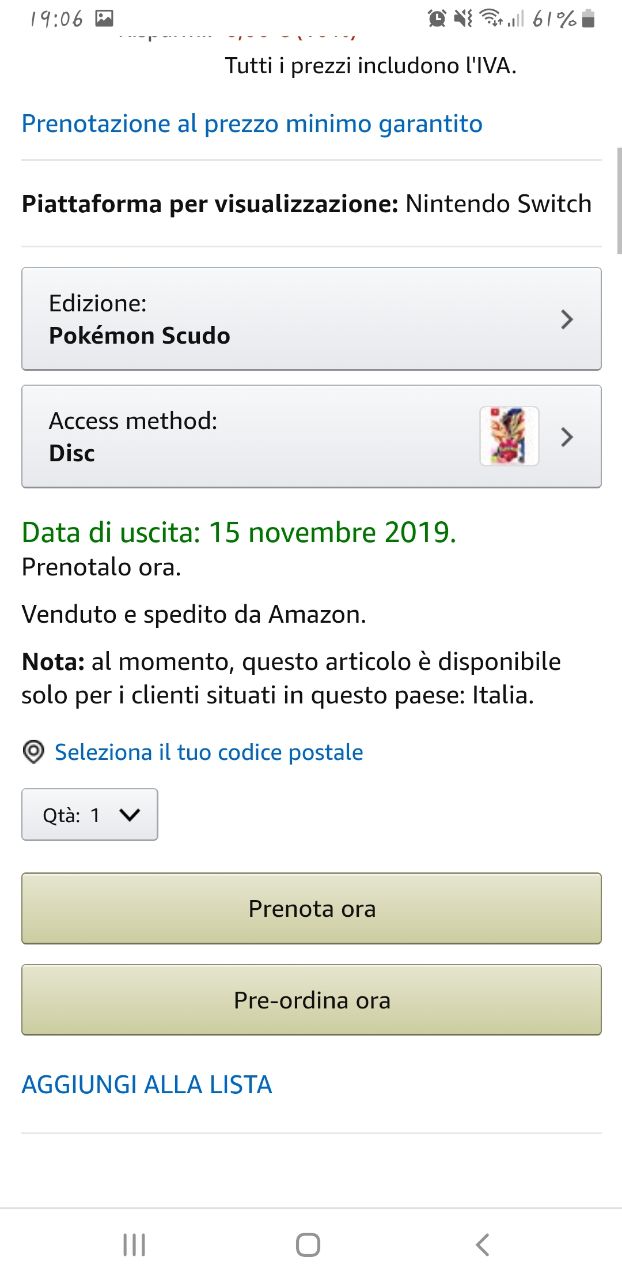 19:06 61%
Tutti i prezzi includono l'IVA.
Prenotazione al prezzo minimo garantito
Piattaforma per visualizzazione: Nintendo Switch
Edizione:
Pokémon Scudo
Access method:
Disc
Data di uscita: 15 novembre 2019.
Prenotalo ora.
Venduto e spedito da Amazon.
Nota: al momento, questo articolo è disponibile
solo per i clienti situati in questo paese: Italia.
Seleziona il tuo codice postale
Qtà: 1
Prenota ora
Pre-ordina ora
AGGIUNGI ALLA LISTA